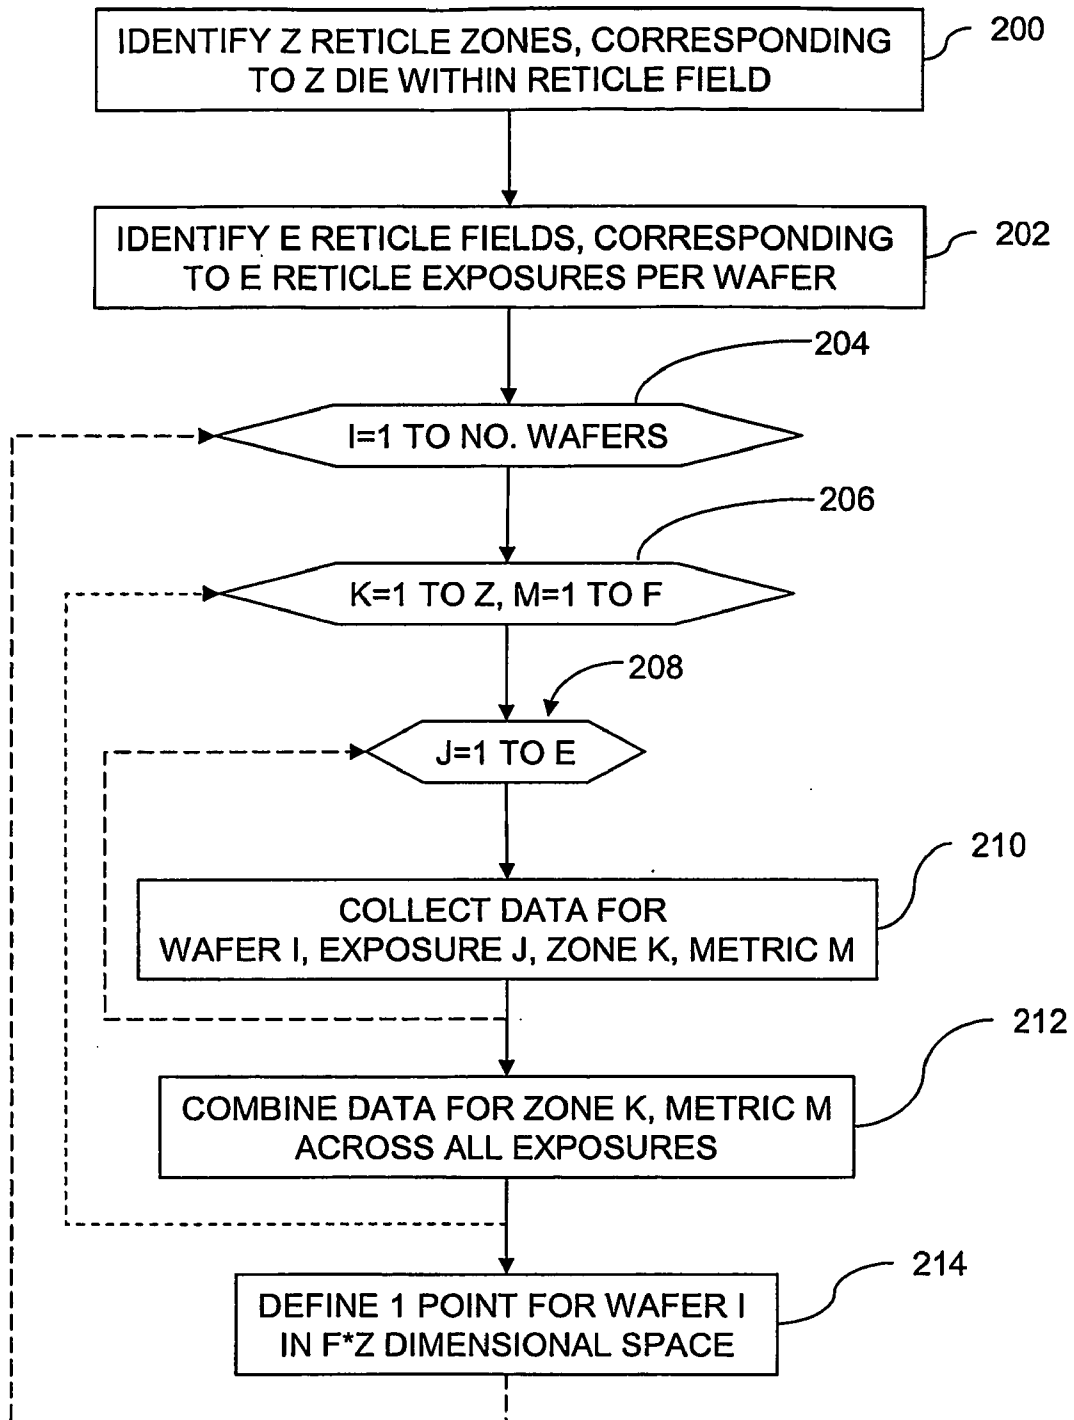 IDENTIFY Z RETICLE ZONES, CORRESPONDING
TO Z DIE WITHIN RETICLE FIELD
200
IDENTIFY E RETICLE FIELDS, CORRESPONDING
TO E RETICLE EXPOSURES PER WAFER
202
204
I=1 TO NO. WAFERS
206
K=1 TO Z, M=1 TO F
208
J=1 TO E
210
COLLECT DATA FOR
WAFER I, EXPOSURE J, ZONE K, METRIC M
212
COMBINE DATA FOR ZONE K, METRIC M
ACROSS ALL EXPOSURES
214
DEFINE 1 POINT FOR WAFER I
IN F*Z DIMENSIONAL SPACE